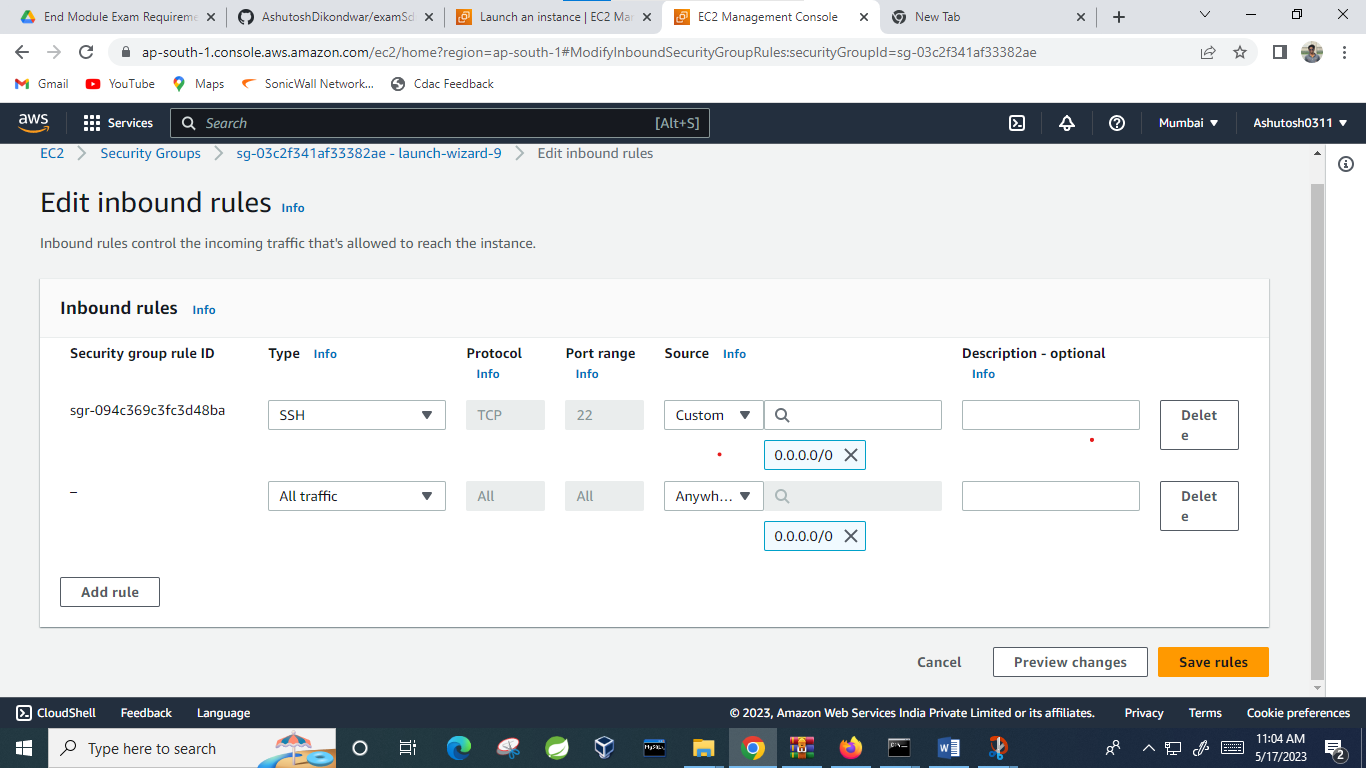 End Module Exam Requireme
AshutoshDikondwar/examSd
Launch an instance | EC2 Mar
EC2 Management Console
New Tab
ap-south-1.console.aws.amazon.com/ec2/home?region=ap-south-1#ModifyInboundSecurityGroupRules:securityGroupId=sg-03c2f341af33382ae
Gmail YouTube Maps SonicWall Network... Cdac Feedback
aws Services Search [Alt+S] Mumbai Ashutosh0311
EC2 Security Groups sg-03c2f341af33382ae - launch-wizard-9 Edit inbound rules
Edit inbound rules Info
Inbound rules control the incoming traffic that's allowed to reach the instance.
Inbound rules Info
Security group rule ID Type Info Protocol Port range Source Info Description - optional
Info Info Info
sgr-094c369c3fc3d48ba SSH TCP 22 Custom Delet
e
0.0.0.0/0
– All traffic All All Anywh... Delet
e
0.0.0.0/0
Add rule
Cancel Preview changes Save rules
CloudShell Feedback Language © 2023, Amazon Web Services India Private Limited or its affiliates. Privacy Terms Cookie preferences
Type here to search
11:04 AM
5/17/2023
2